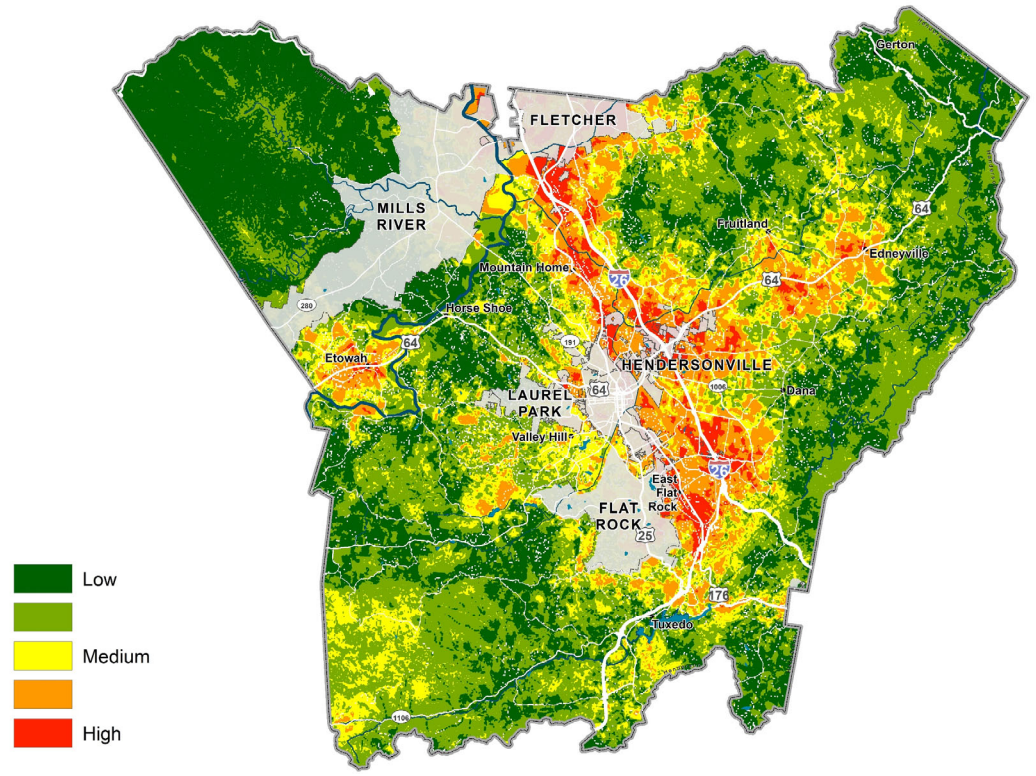 Gerton
FLETCHER
MILLS
RIVER
64
Fruitland
Edneyville
Mountain Home
26
64
280
Horse Shoe
64
191
Etowah
HENDERSONVILLE
64
1006
Dana
LAUREL
PARK
Valley Hill
26
East
Flat
Rock
FLAT
ROCK
25
Low
176
Tuxedo
Medium
1106
High